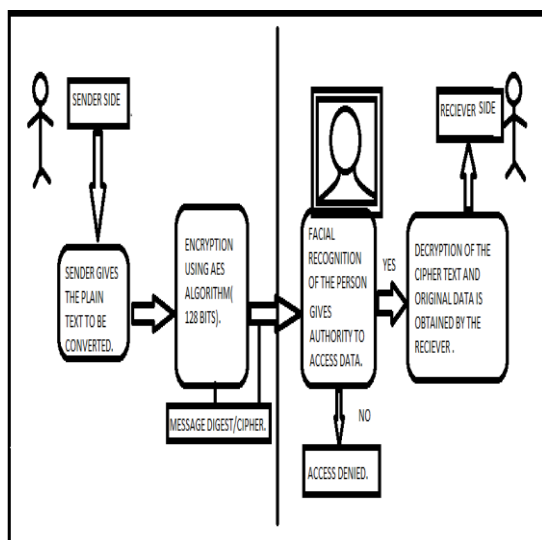 SENDER SIDE
.
SENDER GIVES
THE PLAIN
TEXT TO BE
CONVERTED.
ENCRYPTION
USING AES
ALGORITHM(
128 BITS).
MESSAGE DIGEST/CIPHER.
FACIAL
RECOGNITION
OF THE PERSON
GIVES
AUTHORITY TO
ACCESS DATA.
YES
NO
ACCESS DENIED.
DECRYPTION OF THE
CIPHER TEXT AND
ORIGINAL DATA IS
OBTAINED BY THE
RECIEVER .
RECIEVER SIDE